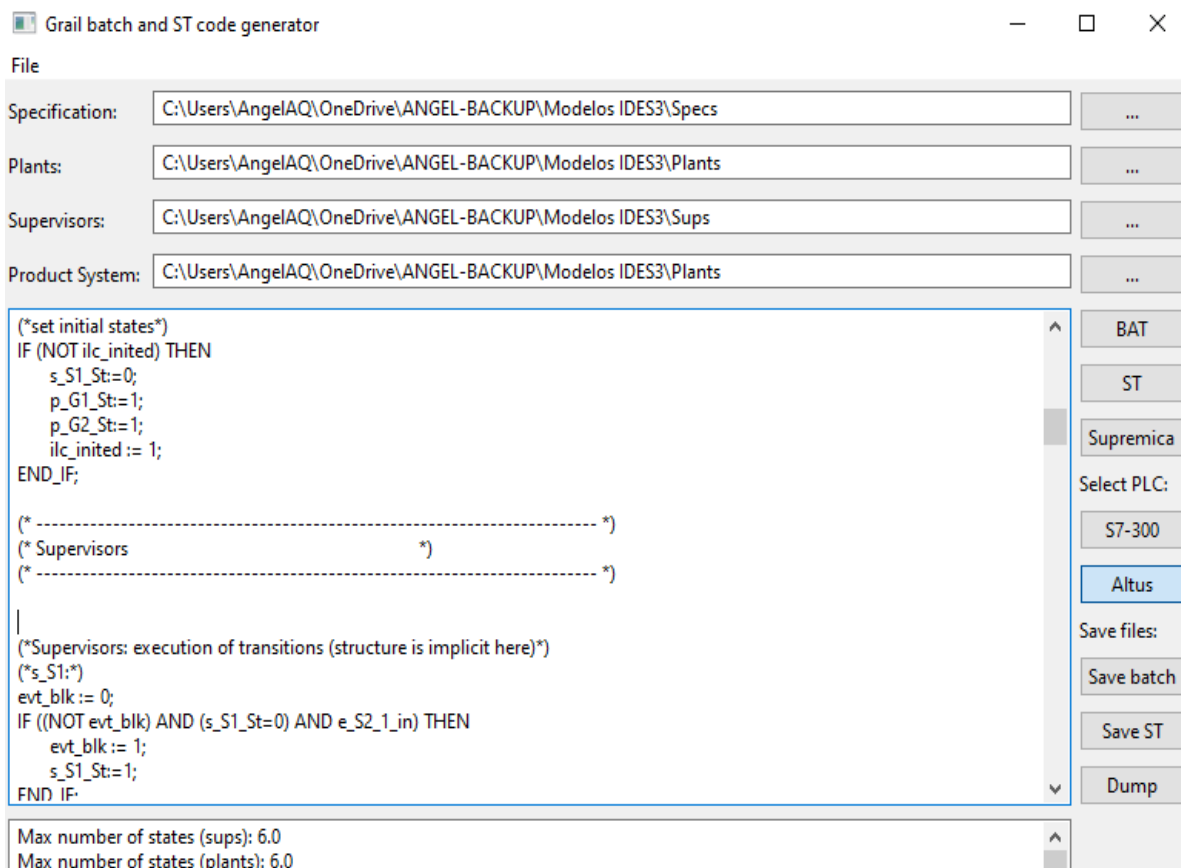 Grail batch and ST code generator
File
Specification: C:\Users\AngelAQ\OneDrive\ANGEL-BACKUP\Modelos IDES3\Specs ...
Plants: C:\Users\AngelAQ\OneDrive\ANGEL-BACKUP\Modelos IDES3\Plants ...
Supervisors: C:\Users\AngelAQ\OneDrive\ANGEL-BACKUP\Modelos IDES3\Sups ...
Product System: C:\Users\AngelAQ\OneDrive\ANGEL-BACKUP\Modelos IDES3\Plants ...
(*set initial states*)
IF (NOT ilc_inited) THEN
s_S1_St:=0;
p_G1_St:=1;
p_G2_St:=1;
ilc_inited := 1;
END_IF;
(* ------------------------------------------------------------------------- *)
(* Supervisors *)
(* ------------------------------------------------------------------------- *)
(*Supervisors: execution of transitions (structure is implicit here)*)
(*s_S1:*)
evt_blk := 0;
IF ((NOT evt_blk) AND (s_S1_St=0) AND e_S2_1_in) THEN
evt_blk := 1;
s_S1_St:=1;
END_IF;
BAT
ST
Supremica
Select PLC:
S7-300
Altus
Save files:
Save batch
Save ST
Dump
Max number of states (sups): 6.0
Max number of states (plants): 6.0